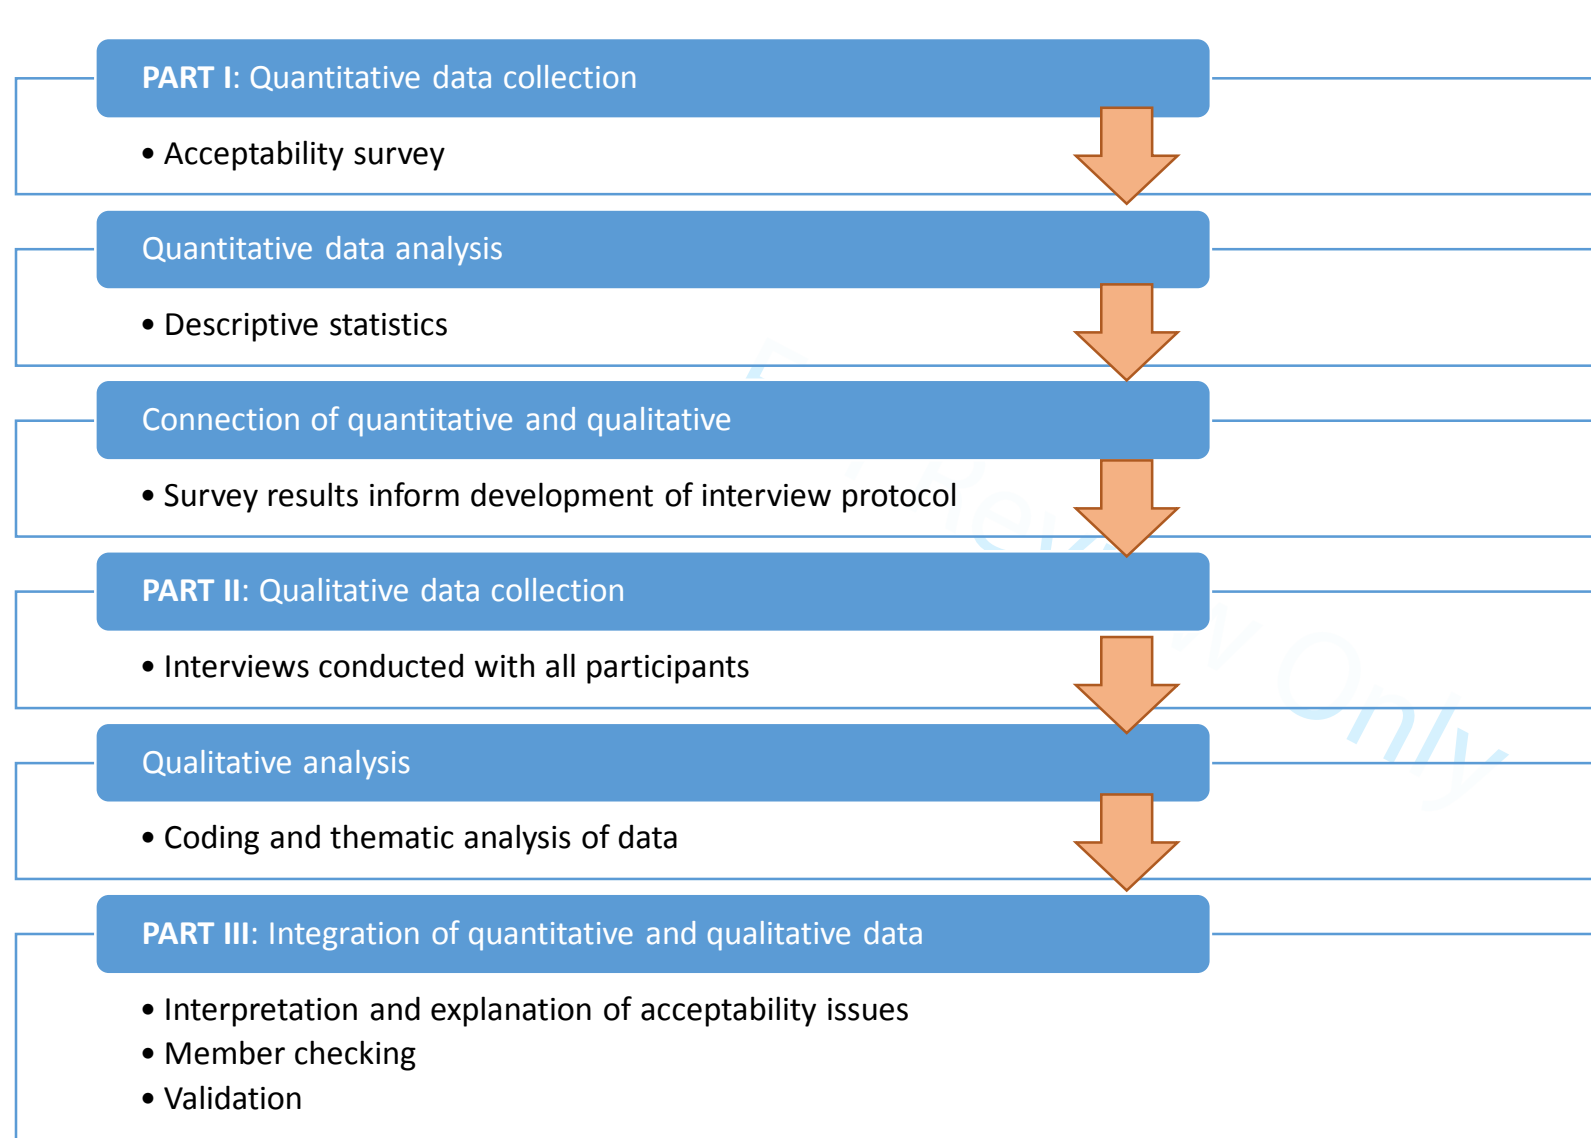 PART I: Quantitative data collection
• Acceptability survey
Quantitative data analysis
• Descriptive statistics
Connection of quantitative and qualitative
• Survey results inform development of interview protocol
PART II: Qualitative data collection
• Interviews conducted with all participants
Qualitative analysis
• Coding and thematic analysis of data
PART III: Integration of quantitative and qualitative data
• Interpretation and explanation of acceptability issues
• Member checking
• Validation
Only